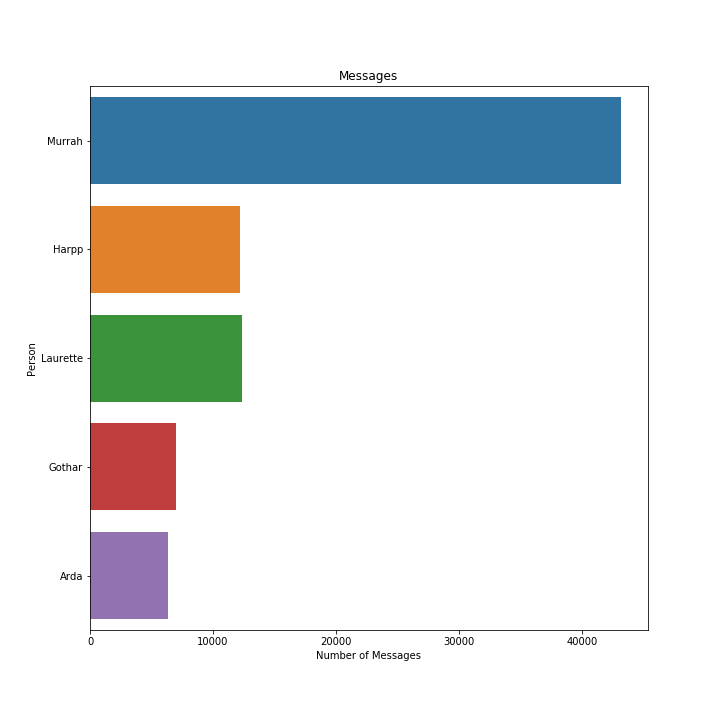 Messages
Murrah
Harpp
Laurette
Gothar
Arda
Person
0 10000 20000 30000 40000
Number of Messages